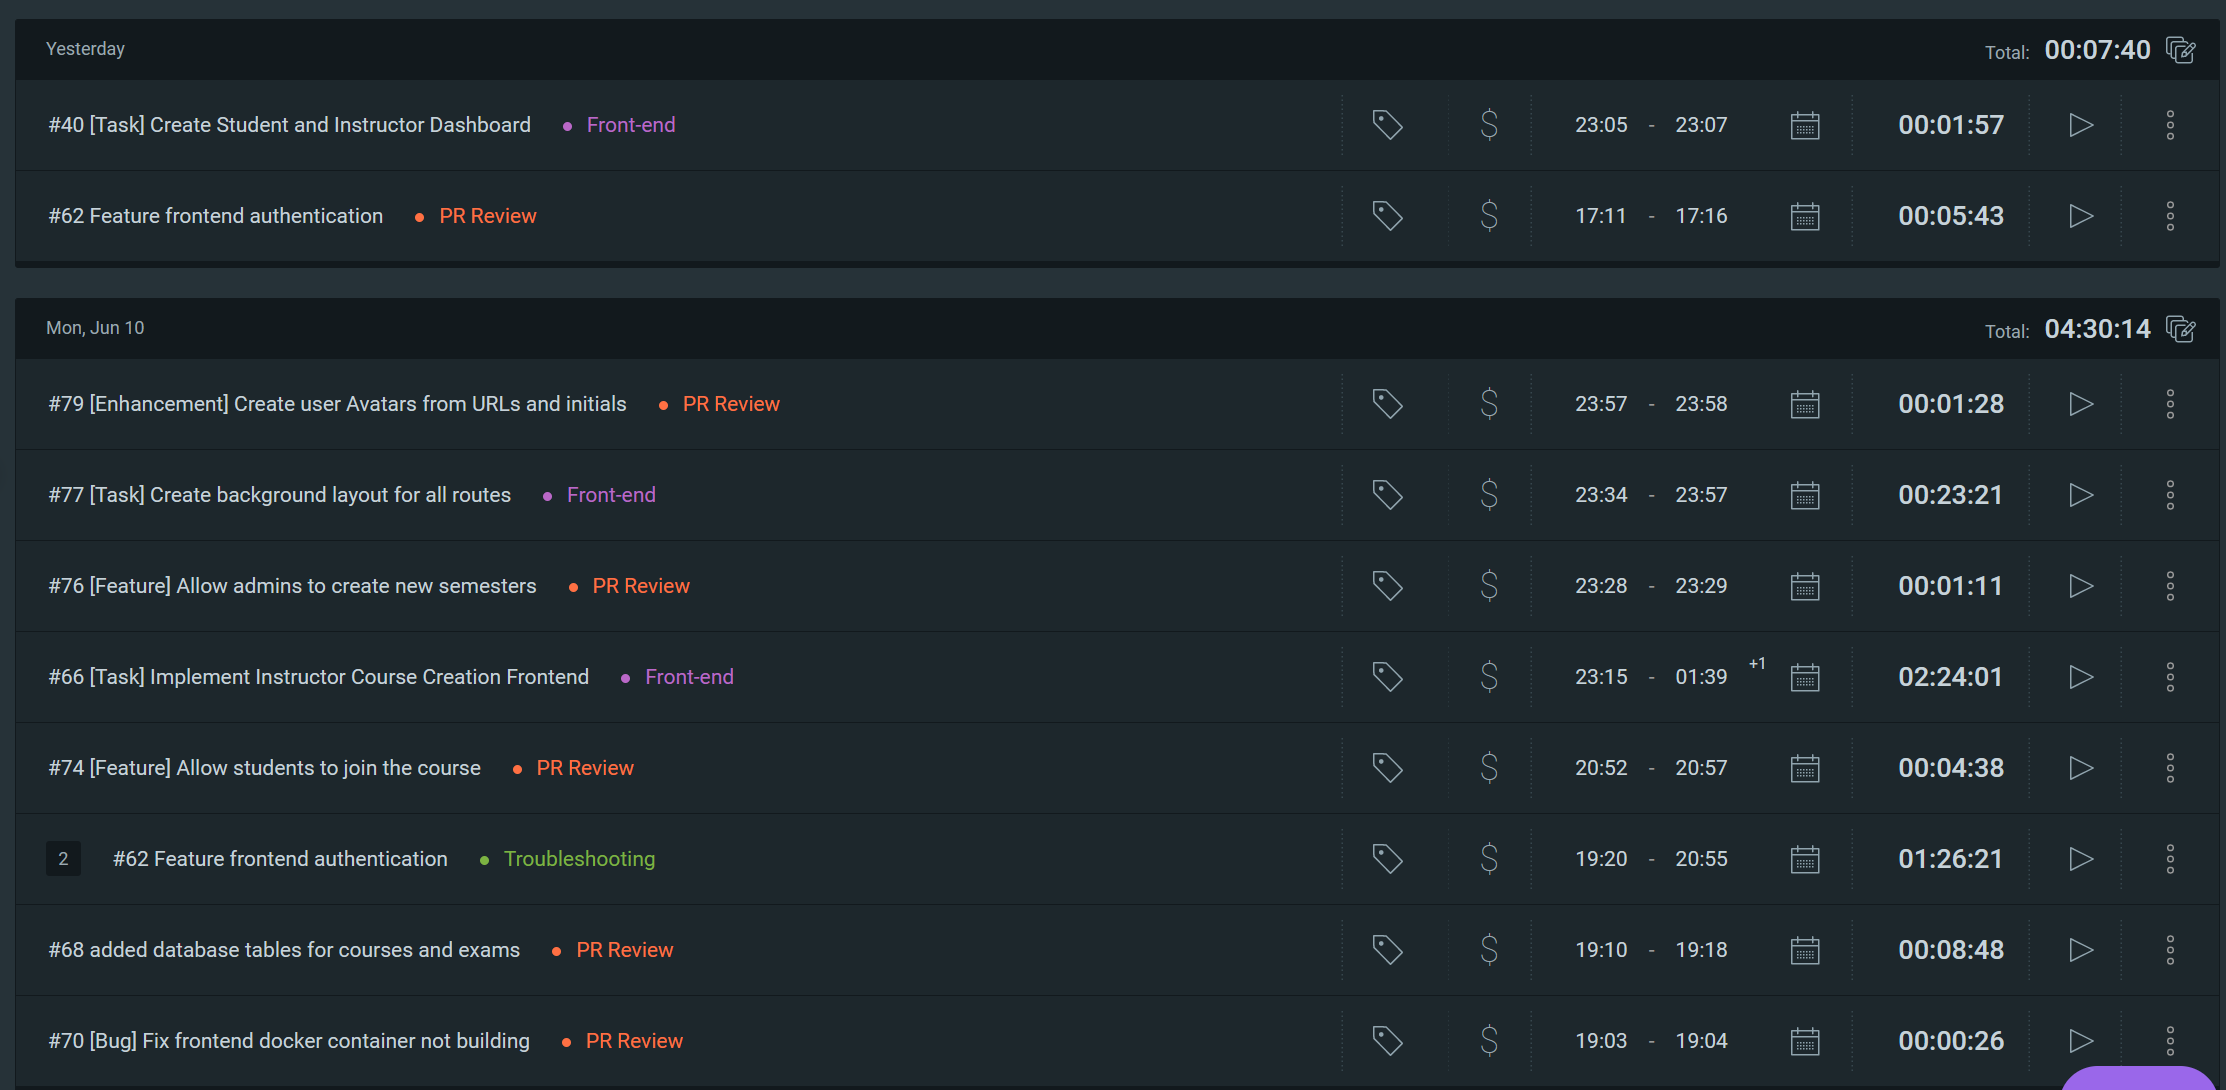 Yesterday Total: 00:07:40
#40 [Task] Create Student and Instructor Dashboard • Front-end $ 23:05 - 23:07 00:01:57
#62 Feature frontend authentication • PR Review $ 17:11 - 17:16 00:05:43
Mon, Jun 10 Total: 04:30:14
#79 [Enhancement] Create user Avatars from URLs and initials • PR Review $ 23:57 - 23:58 00:01:28
#77 [Task] Create background layout for all routes • Front-end $ 23:34 - 23:57 00:23:21
#76 [Feature] Allow admins to create new semesters • PR Review $ 23:28 - 23:29 00:01:11
#66 [Task] Implement Instructor Course Creation Frontend • Front-end $ 23:15 - 01:39 +1 02:24:01
#74 [Feature] Allow students to join the course • PR Review $ 20:52 - 20:57 00:04:38
2 #62 Feature frontend authentication • Troubleshooting $ 19:20 - 20:55 01:26:21
#68 added database tables for courses and exams • PR Review $ 19:10 - 19:18 00:08:48
#70 [Bug] Fix frontend docker container not building • PR Review $ 19:03 - 19:04 00:00:26